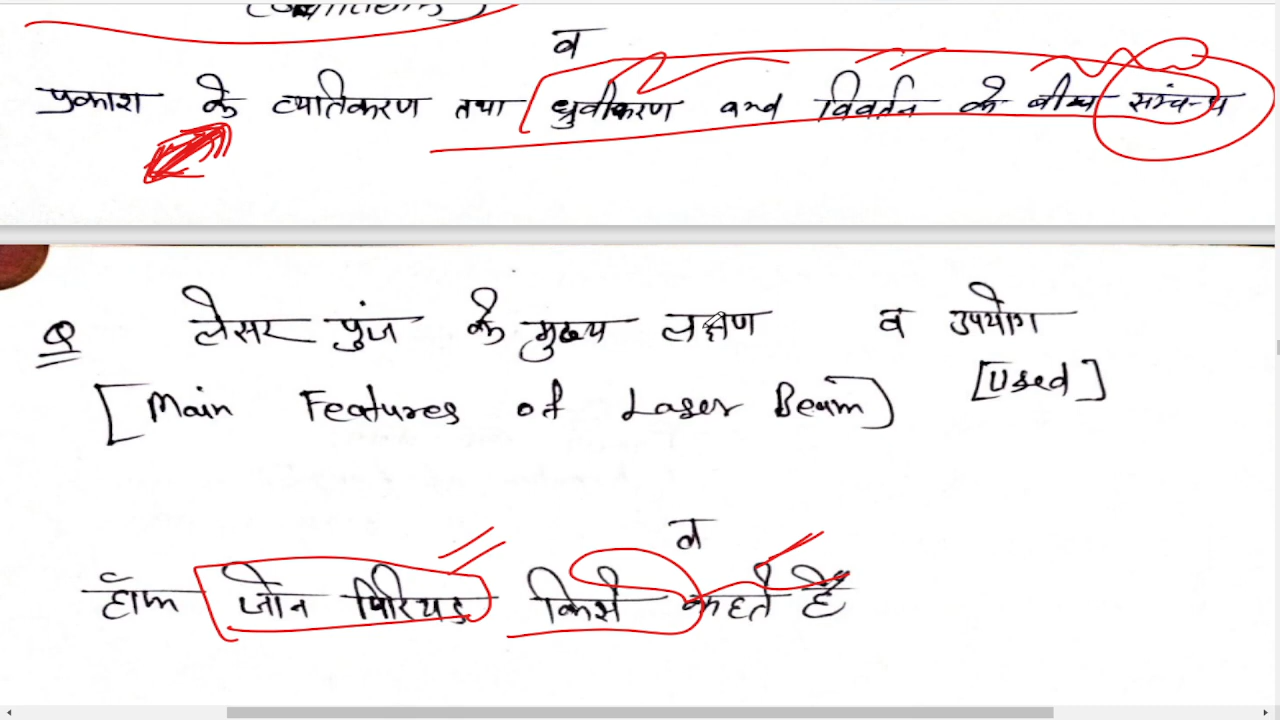 व
प्रकाश के व्यतिकरण तथा ध्रुवीकरण and विवर्तन के बीच सम्बन्ध
Q लेसर पुंज के मुख्य लक्षण व उपयोग
[Main Features of Laser Beam] [Used]
व
हाफ जोन पिरियड किसे कहते हैं